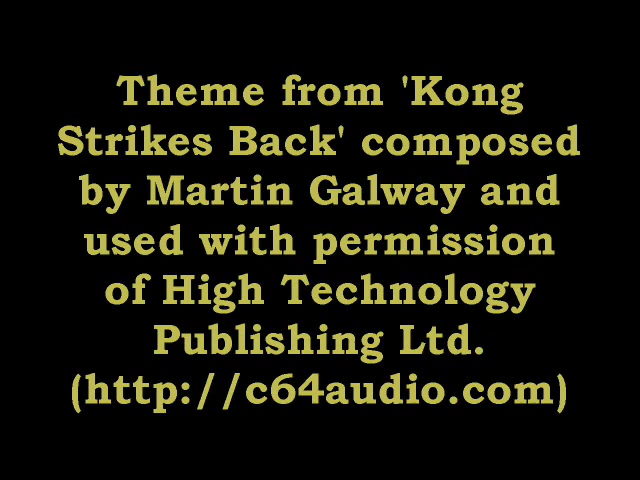 Theme from 'Kong
Strikes Back' composed
by Martin Galway and
used with permission
of High Technology
Publishing Ltd.
(http://c64audio.com)